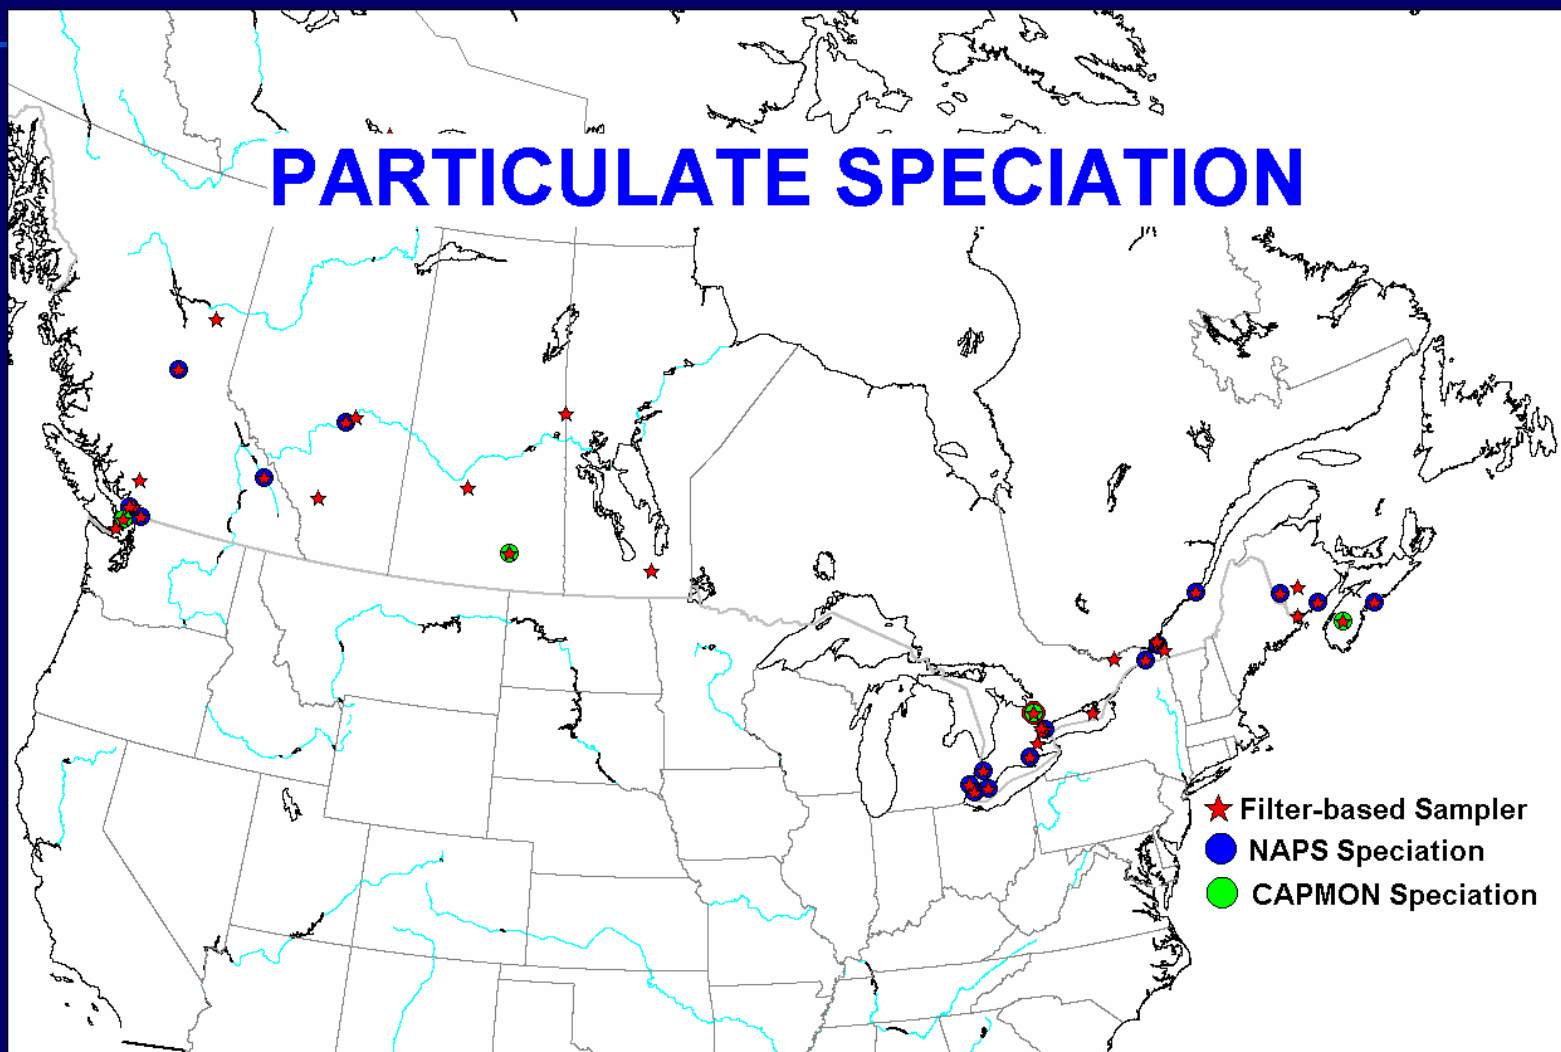 PARTICULATE SPECIATION
Filter-based Sampler
NAPS Speciation
CAPMON Speciation